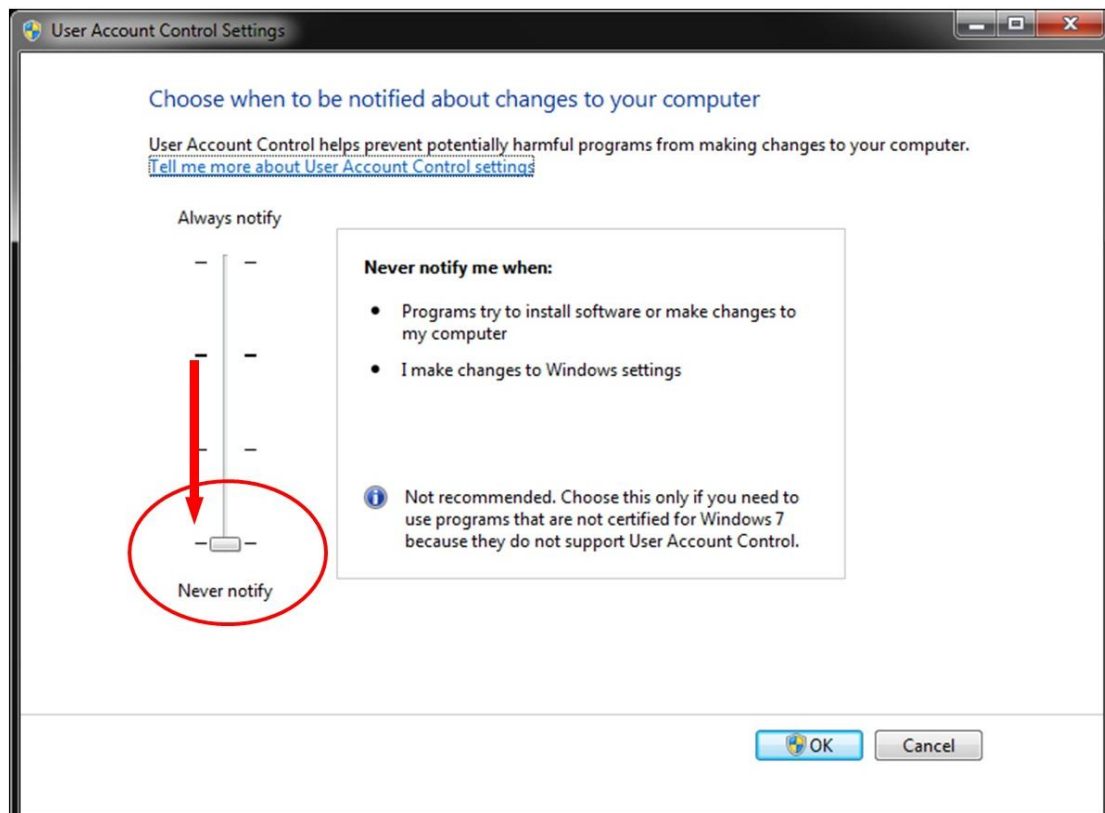 User Account Control Settings
Choose when to be notified about changes to your computer
User Account Control helps prevent potentially harmful programs from making changes to your computer.
Tell me more about User Account Control settings
Always notify
Never notify me when:
Programs try to install software or make changes to
my computer
I make changes to Windows settings
Not recommended. Choose this only if you need to
use programs that are not certified for Windows 7
because they do not support User Account Control.
Never notify
OK
Cancel